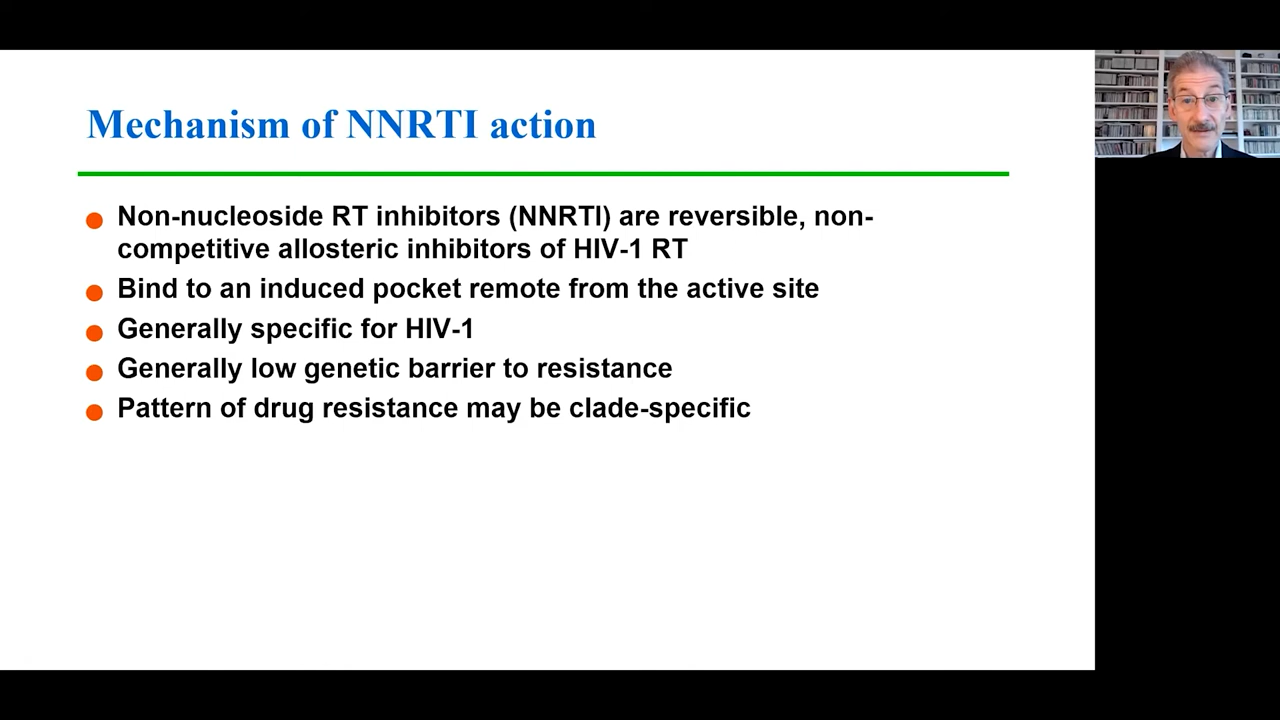 Mechanism of NNRTI action
Non-nucleoside RT inhibitors (NNRTI) are reversible, non-
competitive allosteric inhibitors of HIV-1 RT
Bind to an induced pocket remote from the active site
Generally specific for HIV-1
Generally low genetic barrier to resistance
Pattern of drug resistance may be clade-specific